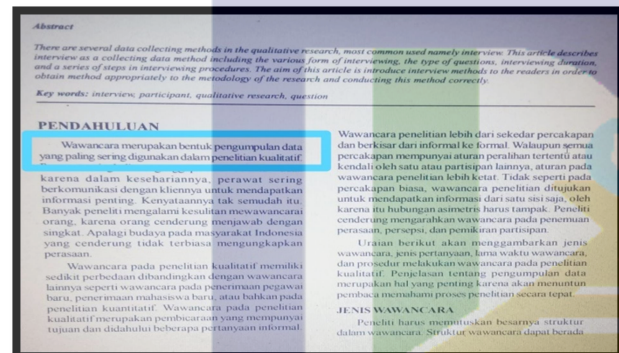 Abstract
There are several data collecting methods in the qualitative research, most common used namely interview. This article describes
interview as a collecting data method including the various form of interviewing, the type of questions, interviewing duration,
and a series of steps in interviewing procedures. The aim of this article is introduce interview methods to the readers in order to
obtain method appropriately to the metodology of the research and conducting this method correctly.
Key words: interview, participant, qualitative research, question
PENDAHULUAN
Wawancara merupakan bentuk pengumpulan data
yang paling sering digunakan dalam penelitian kualitatif.
karena dalam kesehariannya, perawat sering
berkomunikasi dengan kliennya untuk mendapatkan
informasi penting. Kenyataannya tak semudah itu.
Banyak peneliti mengalami kesulitan mewawancarai
orang, karena orang cenderung menjawab dengan
singkat. Apalagi budaya pada masyarakat Indonesia
yang cenderung tidak terbiasa mengungkapkan
perasaan.
Wawancara pada penelitian kualitatif memiliki
sedikit perbedaan dibandingkan dengan wawancara
lainnya seperti wawancara pada penerimaan pegawai
baru, penerimaan mahasiswa baru, atau bahkan pada
penelitian kuantitatif. Wawancara pada penelitian
kualitatif merupakan pembicaraan yang mempunyai
tujuan dan didahului beberapa pertanyaan informal.
Wawancara penelitian lebih dari sekedar percakapan
dan berkisar dari informal ke formal. Walaupun semua
percakapan mempunyai aturan peralihan tertentu atau
kendali oleh satu atau partisipan lainnya, aturan pada
wawancara penelitian lebih ketat. Tidak seperti pada
percakapan biasa, wawancara penelitian ditujukan
untuk mendapatkan informasi dari satu sisi saja, oleh
karena itu hubungan asimetris harus tampak. Peneliti
cenderung mengarahkan wawancara pada penemuan
perasaan, persepsi, dan pemikiran partisipan.
Uraian berikut akan menggambarkan jenis
wawancara, jenis pertanyaan, lama waktu wawancara,
dan prosedur melakukan wawancara pada penelitian
kualitatif. Penjelasan tentang pengumpulan data
merupakan hal yang penting karena akan menuntun
pembaca memahami proses penelitian secara tepat.
JENIS WAWANCARA
Peneliti harus memutuskan besarnya struktur
dalam wawancara. Struktur wawancara dapat berada